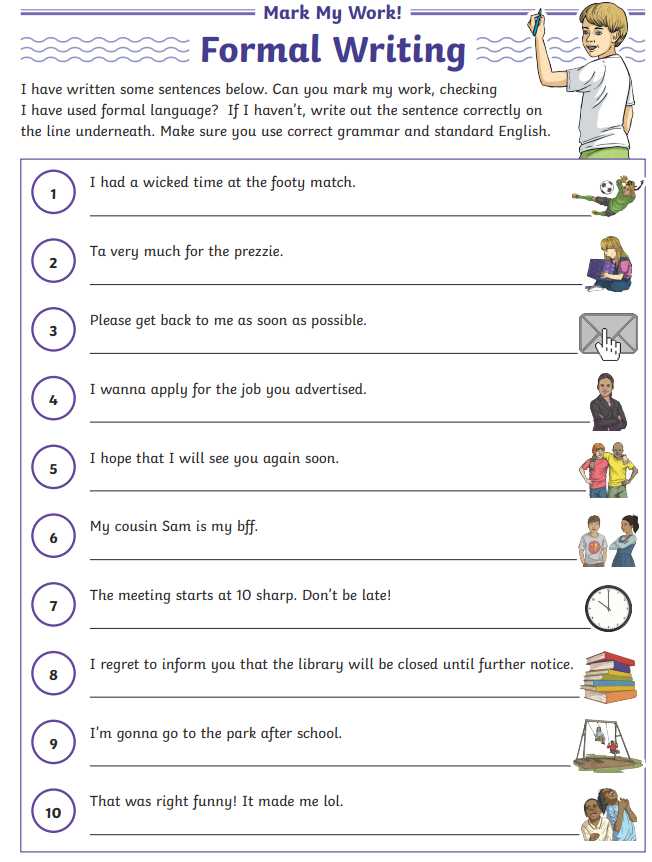 Mark My Work!
Formal Writing
I have written some sentences below. Can you mark my work, checking
I have used formal language? If I haven't, write out the sentence correctly on
the line underneath. Make sure you use correct grammar and standard English.
1 I had a wicked time at the footy match.
2 Ta very much for the prezzie.
3 Please get back to me as soon as possible.
4 I wanna apply for the job you advertised.
5 I hope that I will see you again soon.
6 My cousin Sam is my bff.
7 The meeting starts at 10 sharp. Don't be late!
8 I regret to inform you that the library will be closed until further notice.
9 I'm gonna go to the park after school.
10 That was right funny! It made me lol.